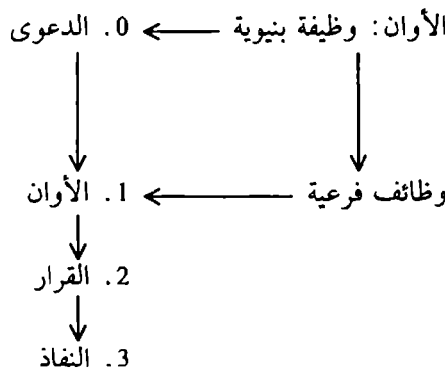 الأوان: وظيفة بنيوية
0. الدعوى
وظائف فرعية
1. الأوان
2. القرار
3. النفاذ